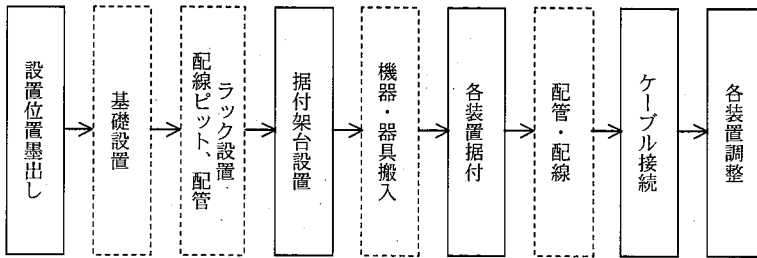 設置位置墨出し
基礎設置
ラック設置
配線ピット、配管
据付架台設置
機器・器具搬入
各装置据付
配管・配線
ケーブル接続
各装置調整